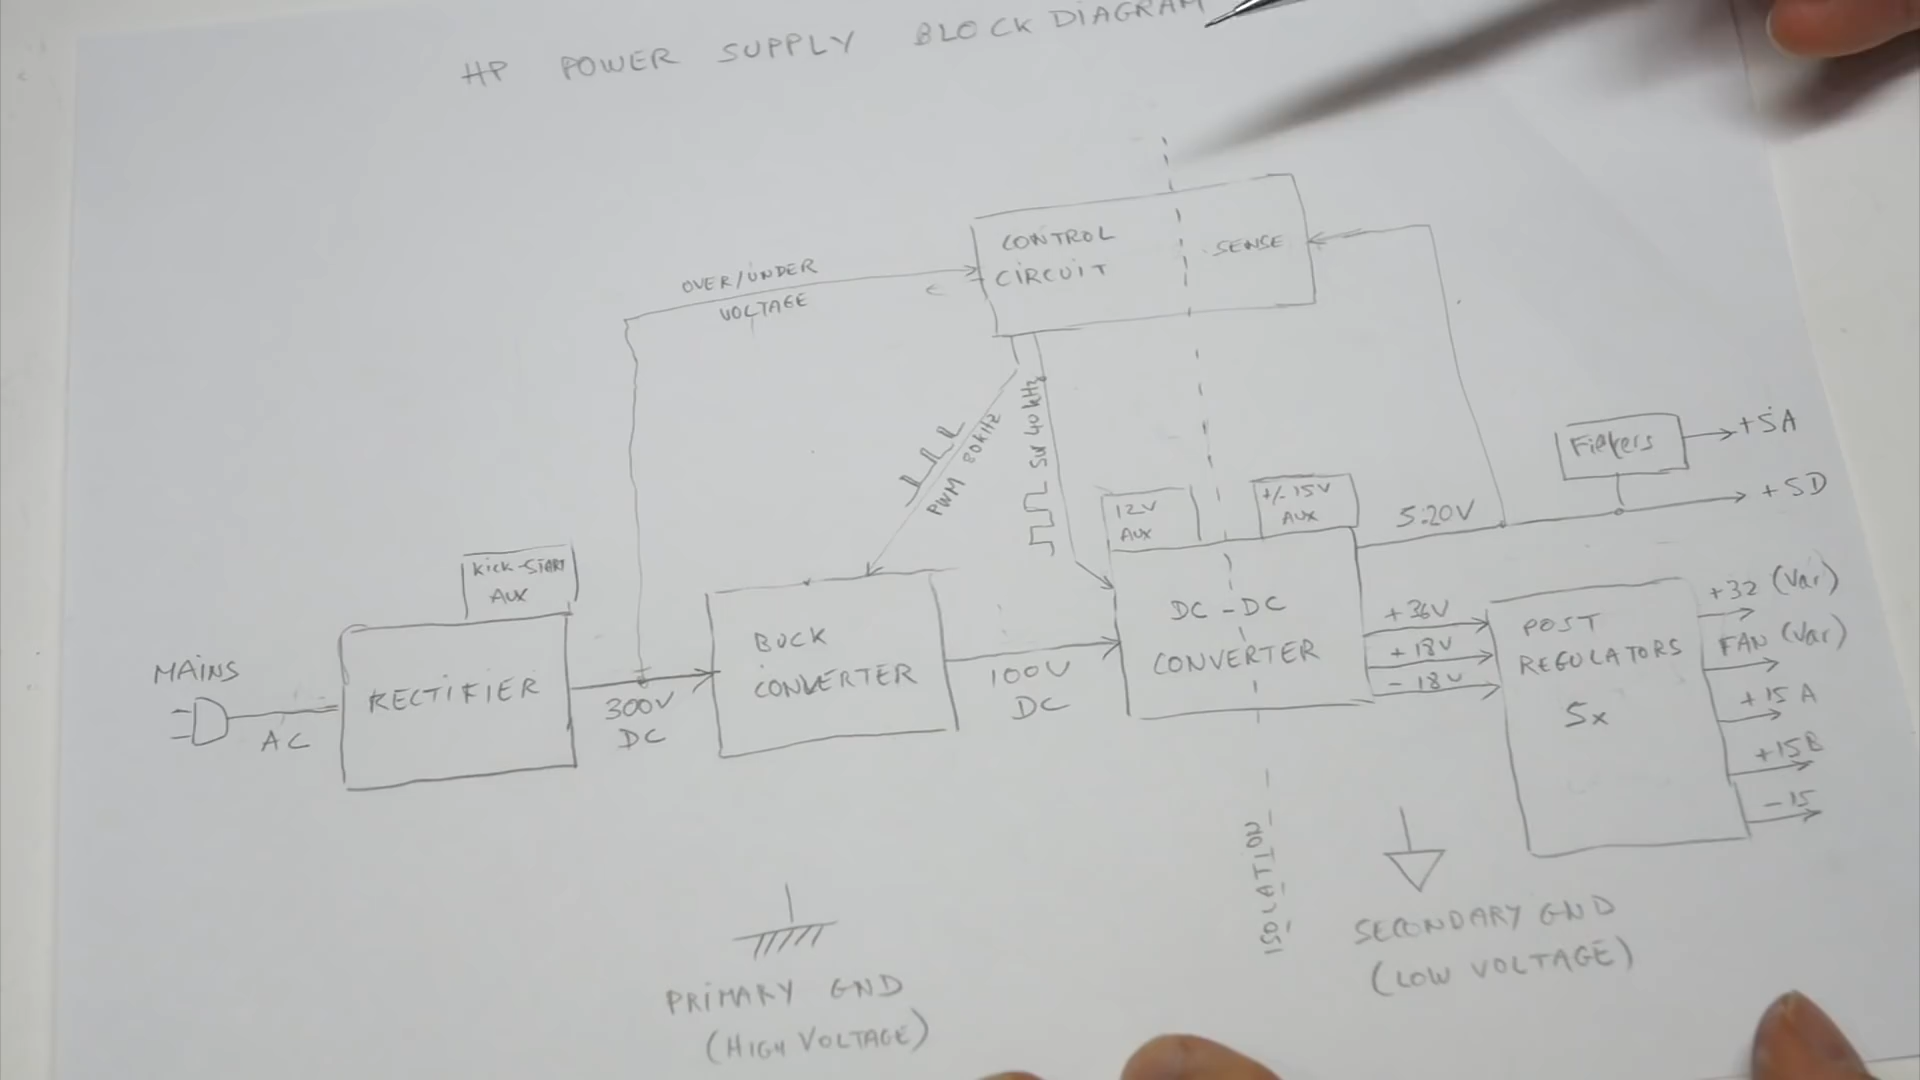 HP POWER SUPPLY BLOCK DIAGRAM
CONTROL
CIRCUIT
SENSE
OVER/UNDER
VOLTAGE
PWM 80kHz
SW 40kHz
Filters
+5A
+5D
12V
AUX
+/-15V
AUX
5.20V
kick-START
AUX
MAINS
AC
RECTIFIER
300V
DC
BUCK
CONVERTER
100V
DC
DC-DC
CONVERTER
+36V
+18V
-18V
POST
REGULATORS
5x
+32 (Var)
FAN (Var)
+15A
+15B
-15
ISOLATION
PRIMARY GND
(HIGH VOLTAGE)
SECONDARY GND
(LOW VOLTAGE)